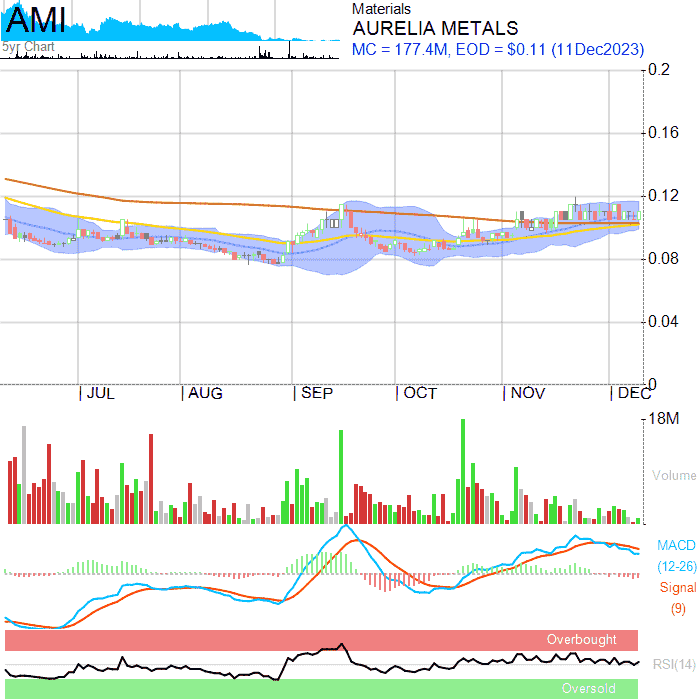 AMI
5yr Chart
Materials
AURELIA METALS
MC = 177.4M, EOD = $0.11 (11Dec2023)
0.2
0.16
0.12
0.08
0.04
0
JUL AUG SEP OCT NOV DEC
18M
Volume
MACD
(12-26)
Signal
(9)
Overbought
RSI(14)
Oversold